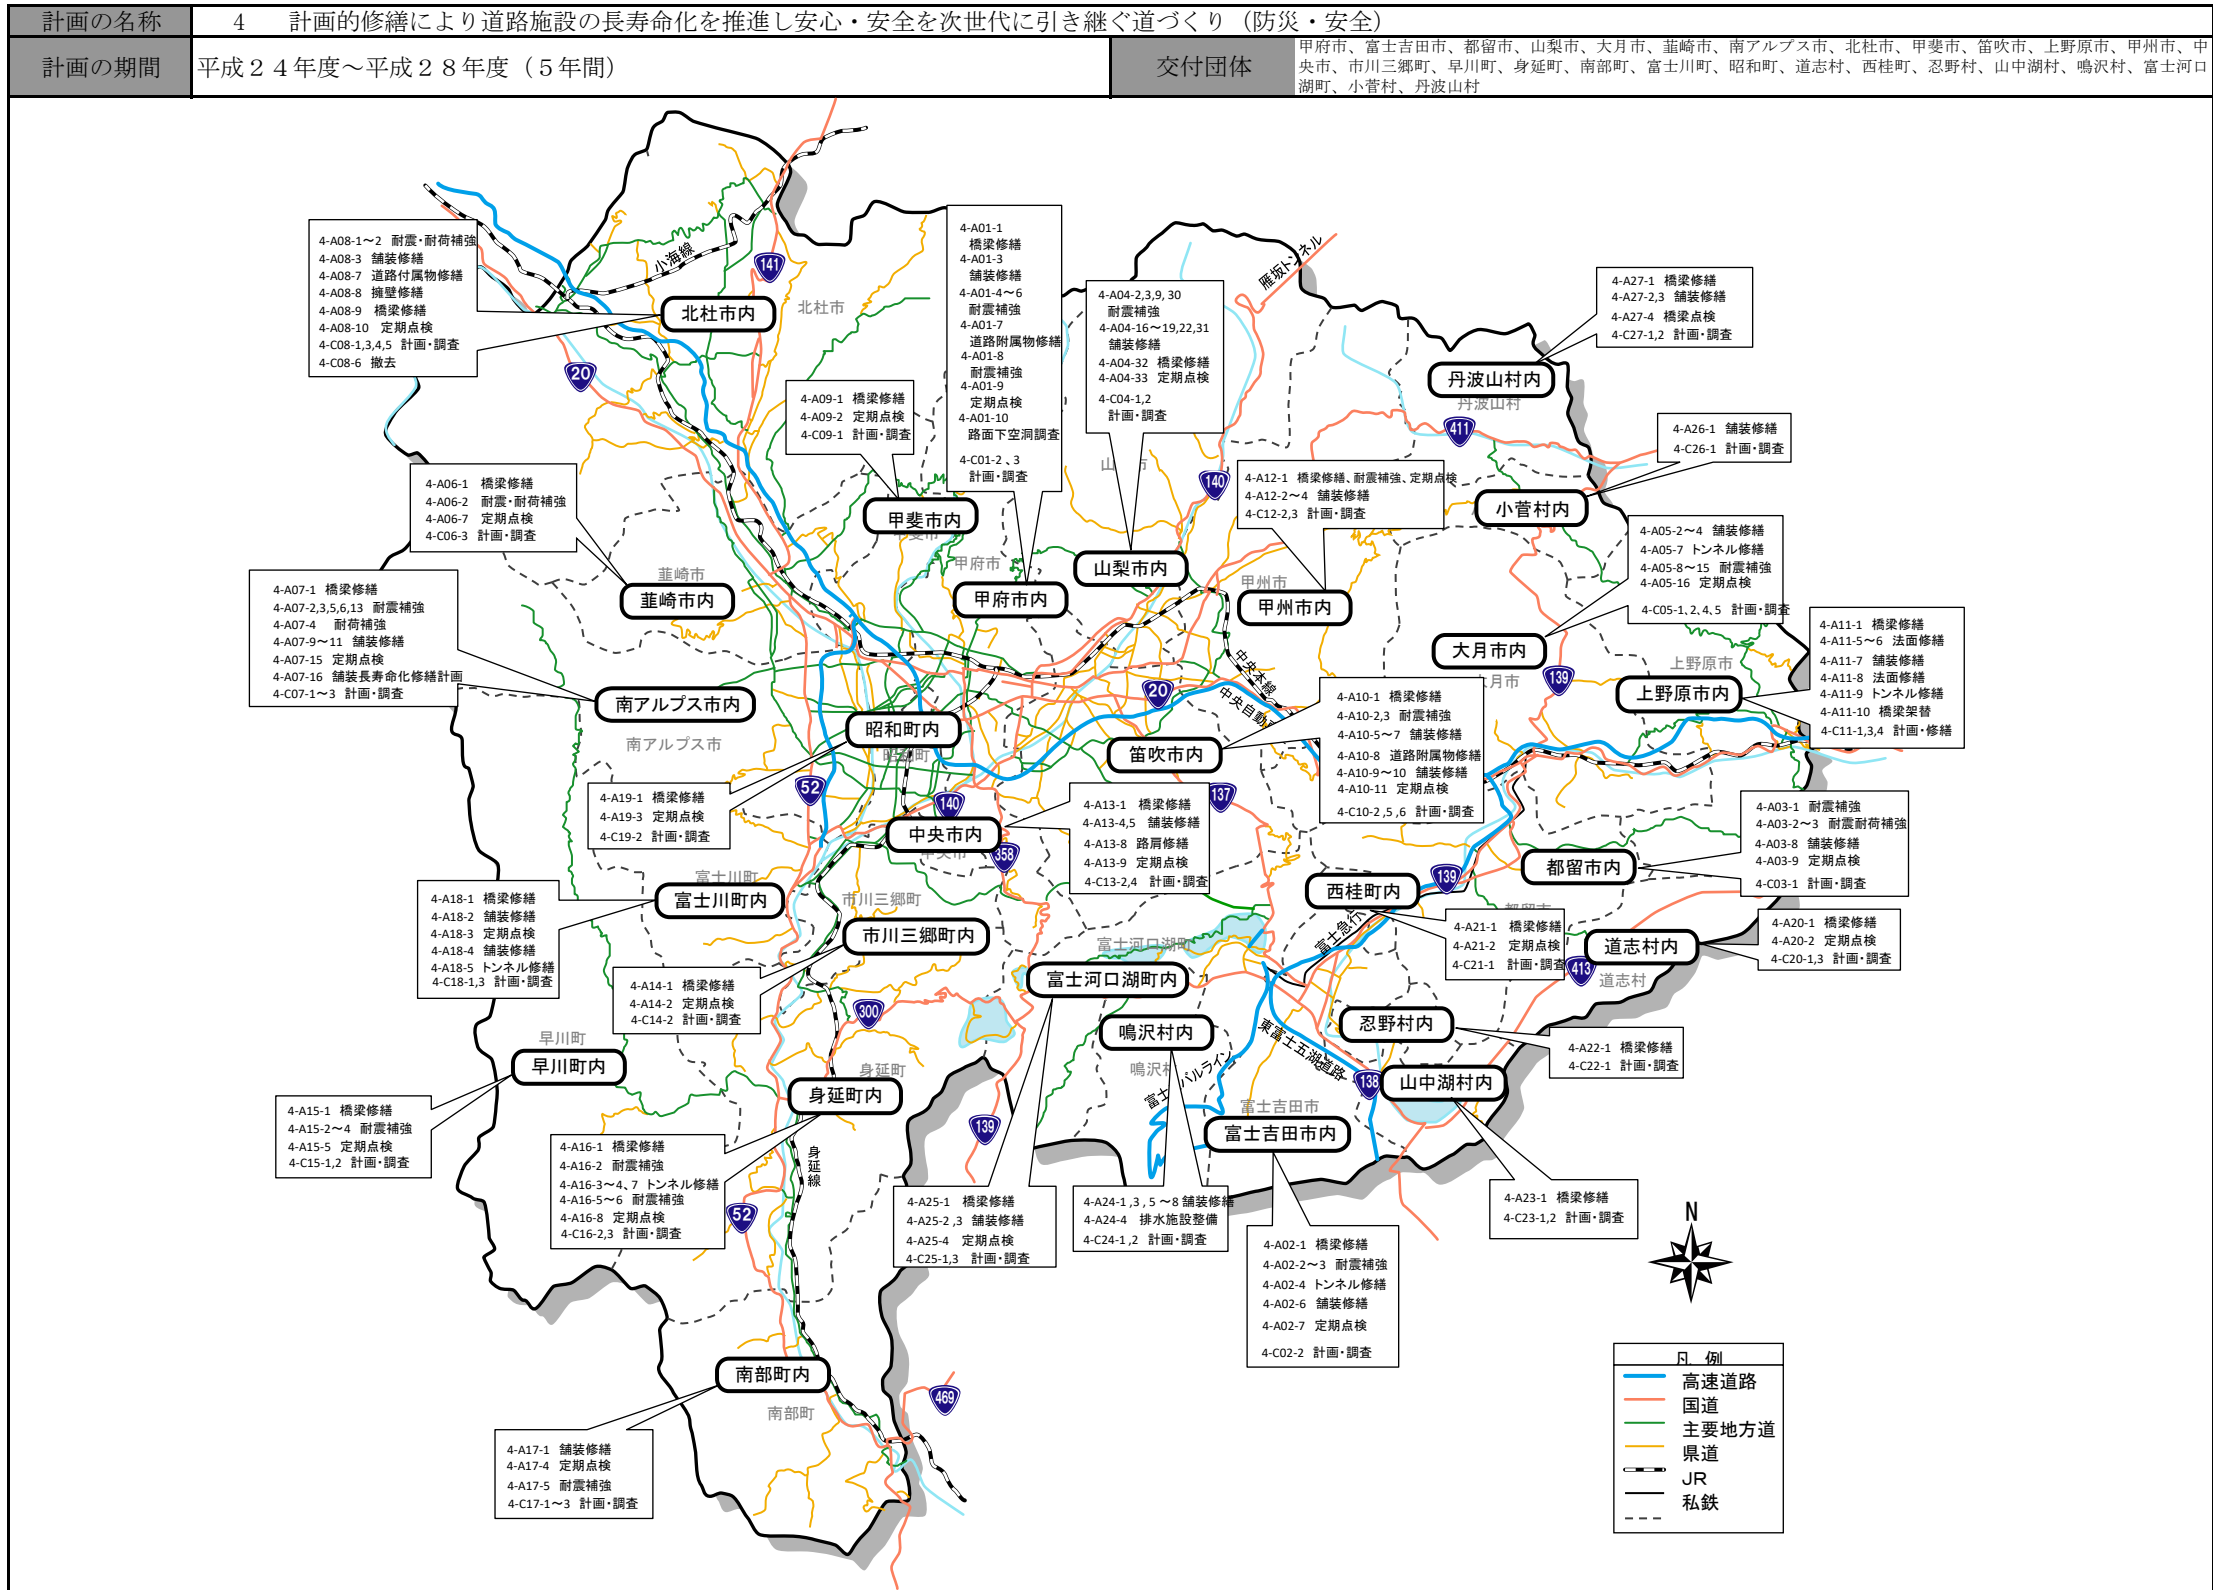 計画の名称
4 計画的修繕により道路施設の長寿命化を推進し安心・安全を次世代に引き継ぐ道づくり（防災・安全）
計画の期間
平成２４年度～平成２８年度（５年間）
交付団体
甲府市、富士吉田市、都留市、山梨市、大月市、韮崎市、南アルプス市、北杜市、甲斐市、笛吹市、上野原市、甲州市、中
央市、市川三郷町、早川町、身延町、南部町、富士川町、昭和町、道志村、西桂町、忍野村、山中湖村、鳴沢村、富士河口
湖町、小菅村、丹波山村
4-A08-1～2 耐震・耐荷補強
4-A08-3 舗装修繕
4-A08-7 道路付属物修繕
4-A08-8 擁壁修繕
4-A08-9 橋梁修繕
4-A08-10 定期点検
4-C08-1,3,4,5 計画・調査
4-C08-6 撤去
小海線
141
北杜市内
北杜市
20
4-A01-1
橋梁修繕
4-A01-3
舗装修繕
4-A01-4～6
耐震補強
4-A01-7
道路附属物修繕
4-A01-8
耐震補強
4-A01-9
定期点検
4-A01-10
路面下空洞調査
4-C01-2 、3
計画・調査
4-A04-2,3,9, 30
耐震補強
4-A04-16～19,22,31
舗装修繕
4-A04-32 橋梁修繕
4-A04-33 定期点検
4-C04-1,2
計画・調査
雁坂トンネル
4-A27-1 橋梁修繕
4-A27-2,3 舗装修繕
4-A27-4 橋梁点検
4-C27-1,2 計画・調査
丹波山村内
丹波山村
411
4-A09-1 橋梁修繕
4-A09-2 定期点検
4-C09-1 計画・調査
4-A26-1 舗装修繕
4-C26-1 計画・調査
4-A06-1 橋梁修繕
4-A06-2 耐震・耐荷補強
4-A06-7 定期点検
4-C06-3 計画・調査
山 市
140
4-A12-1 橋梁修繕、耐震補強、定期点検
4-A12-2～4 舗装修繕
4-C12-2,3 計画・調査
小菅村内
甲斐市内
甲斐市
甲府市
4-A05-2～4 舗装修繕
4-A05-7 トンネル修繕
4-A05-8～15 耐震補強
4-A05-16 定期点検
4-C05-1, 2, 4, 5 計画・調査
韮崎市
韮崎市内
甲府市内
山梨市内
甲州市
甲州市内
4-A07-1 橋梁修繕
4-A07-2,3,5,6,13 耐震補強
4-A07-4 耐荷補強
4-A07-9～11 舗装修繕
4-A07-15 定期点検
4-A07-16 舗装長寿命化修繕計画
4-C07-1～3 計画・調査
大月市内
大月市
139
上野原市
上野原市内
4-A11-1 橋梁修繕
4-A11-5～6 法面修繕
4-A11-7 舗装修繕
4-A11-8 法面修繕
4-A11-9 トンネル修繕
4-A11-10 橋梁架替
4-C11-1,3,4 計画・修繕
南アルプス市内
南アルプス市
中央本線
中央自動
20
4-A10-1 橋梁修繕
4-A10-2,3 耐震補強
4-A10-5～7 舗装修繕
4-A10-8 道路附属物修繕
4-A10-9～10 舗装修繕
4-A10-11 定期点検
4-C10-2 ,5 ,6 計画・調査
昭和町内
昭和町
笛吹市内
4-A19-1 橋梁修繕
4-A19-3 定期点検
4-C19-2 計画・調査
52
140
137
中央市内
中央市
358
4-A13-1 橋梁修繕
4-A13-4,5 舗装修繕
4-A13-8 路肩修繕
4-A13-9 定期点検
4-C13-2,4 計画・調査
4-A03-1 耐震補強
4-A03-2～3 耐震耐荷補強
4-A03-8 舗装修繕
4-A03-9 定期点検
4-C03-1 計画・調査
都留市内
都留市
西桂町内
139
富士川町
富士川町内
4-A18-1 橋梁修繕
4-A18-2 舗装修繕
4-A18-3 定期点検
4-A18-4 舗装修繕
4-A18-5 トンネル修繕
4-C18-1,3 計画・調査
市川三郷町
市川三郷町内
富士急行
4-A21-1 橋梁修繕
4-A21-2 定期点検
4-C21-1 計画・調査
413
道志村内
道志村
4-A20-1 橋梁修繕
4-A20-2 定期点検
4-C20-1,3 計画・調査
4-A14-1 橋梁修繕
4-A14-2 定期点検
4-C14-2 計画・調査
富士河口湖町
富士河口湖町内
300
鳴沢村内
鳴沢村
忍野村内
4-A22-1 橋梁修繕
4-C22-1 計画・調査
早川町
早川町内
東富士五湖道路
138
山中湖村内
身延町
身延町内
富士 バルライン
富士吉田市
富士吉田市内
4-A15-1 橋梁修繕
4-A15-2～4 耐震補強
4-A15-5 定期点検
4-C15-1,2 計画・調査
139
4-A16-1 橋梁修繕
4-A16-2 耐震補強
4-A16-3～4、7 トンネル修繕
4-A16-5～6 耐震補強
4-A16-8 定期点検
4-C16-2,3 計画・調査
身延線
52
4-A25-1 橋梁修繕
4-A25-2 ,3 舗装修繕
4-A25-4 定期点検
4-C25-1,3 計画・調査
4-A24-1 ,3 , 5 ～8 舗装修繕
4-A24-4 排水施設整備
4-C24-1 ,2 計画・調査
4-A23-1 橋梁修繕
4-C23-1,2 計画・調査
4-A02-1 橋梁修繕
4-A02-2～3 耐震補強
4-A02-4 トンネル修繕
4-A02-6 舗装修繕
4-A02-7 定期点検
4-C02-2 計画・調査
N
南部町内
南部町
469
4-A17-1 舗装修繕
4-A17-4 定期点検
4-A17-5 耐震補強
4-C17-1～3 計画・調査
凡 例
高速道路
国道
主要地方道
県道
JR
私鉄